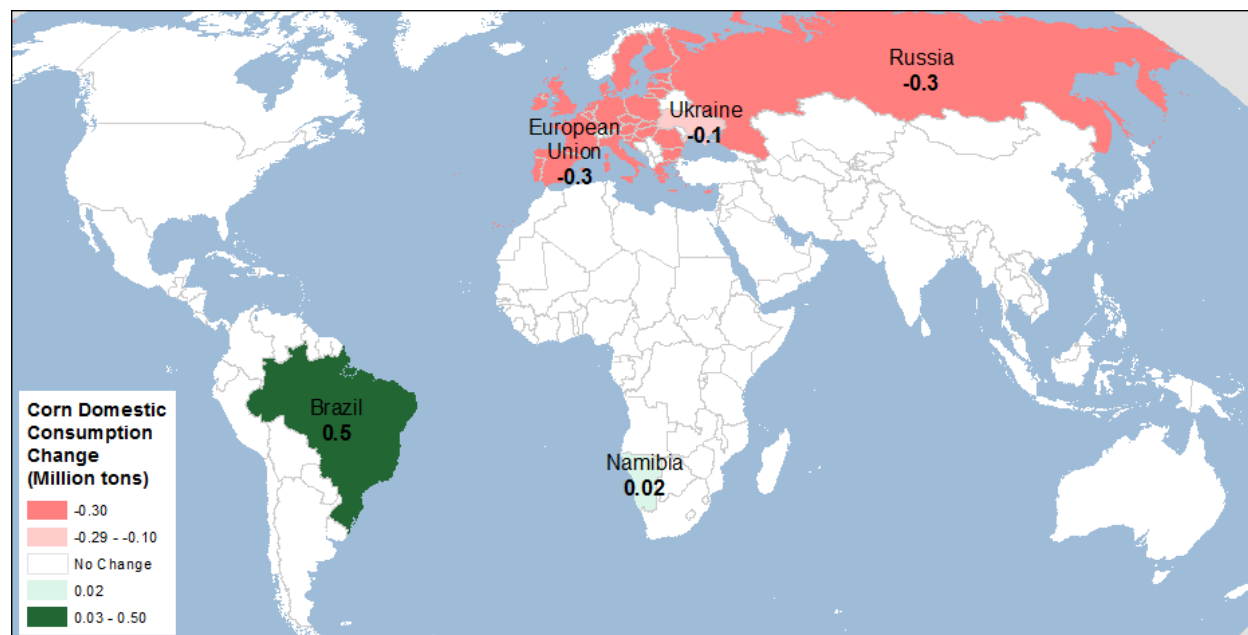 Russia
-0.3
Ukraine
-0.1
European
Union
-0.3
Brazil
0.5
Namibia
0.02
Corn Domestic
Consumption
Change
(Million tons)
-0.30
-0.29 - -0.10
No Change
0.02
0.03 - 0.50